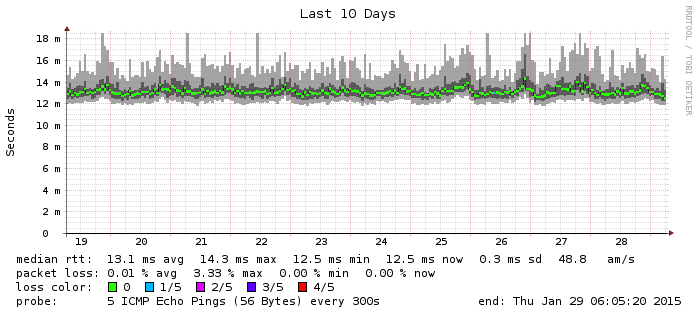 Last 10 Days
RRDTOOL / TOBI OETIKER
Seconds
18 m
16 m
14 m
12 m
10 m
8 m
6 m
4 m
2 m
0
19 20 21 22 23 24 25 26 27 28
median rtt: 13.1 ms avg 14.3 ms max 12.5 ms min 12.5 ms now 0.3 ms sd 48.8 am/s
packet loss: 0.01 % avg 3.33 % max 0.00 % min 0.00 % now
loss color: 0 1/5 2/5 3/5 4/5
probe: 5 ICMP Echo Pings (56 Bytes) every 300s end: Thu Jan 29 06:05:20 2015